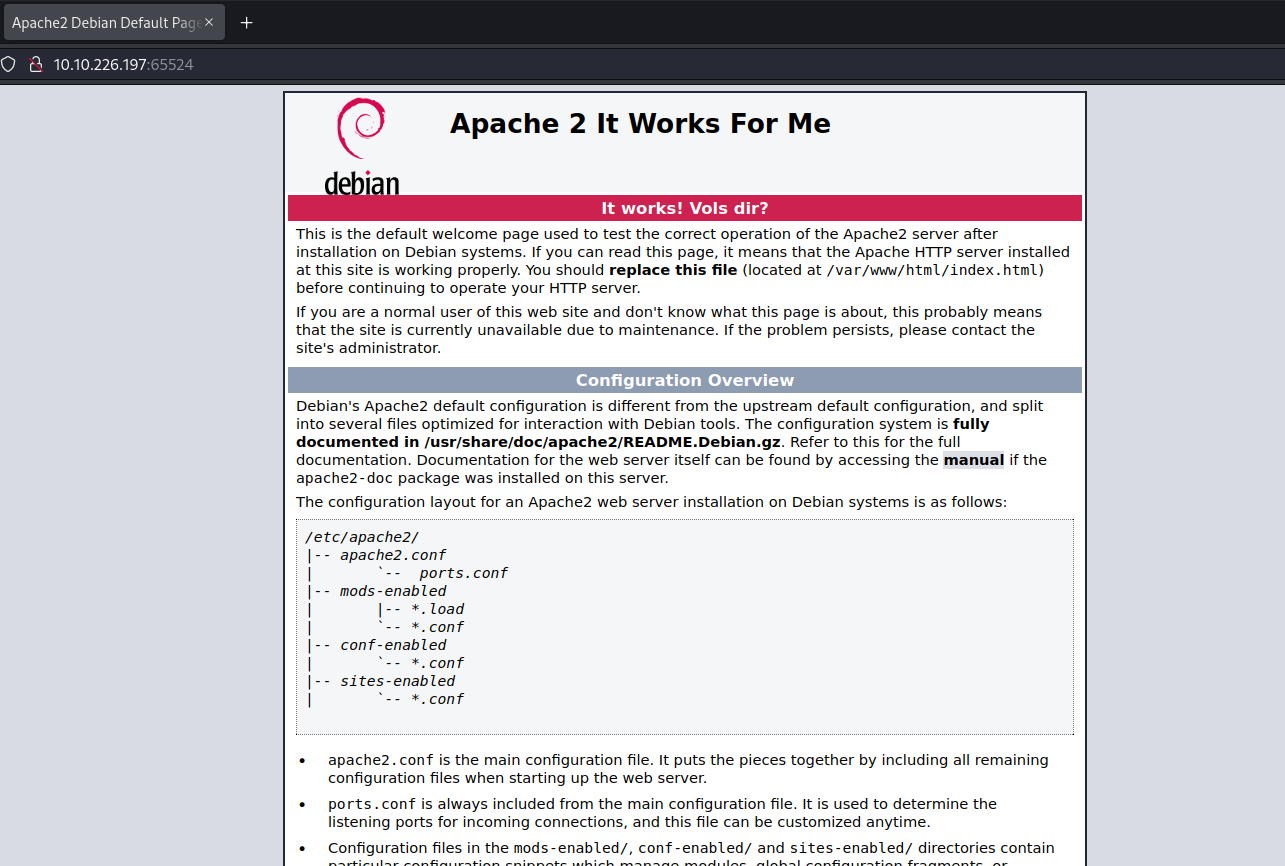 Apache2 Debian Default Page
10.10.226.197:65524
debian
Apache 2 It Works For Me
It works! Vols dir?
This is the default welcome page used to test the correct operation of the Apache2 server after
installation on Debian systems. If you can read this page, it means that the Apache HTTP server installed
at this site is working properly. You should replace this file (located at /var/www/html/index.html)
before continuing to operate your HTTP server.
If you are a normal user of this web site and don't know what this page is about, this probably means
that the site is currently unavailable due to maintenance. If the problem persists, please contact the
site's administrator.
Configuration Overview
Debian's Apache2 default configuration is different from the upstream default configuration, and split
into several files optimized for interaction with Debian tools. The configuration system is fully
documented in /usr/share/doc/apache2/README.Debian.gz. Refer to this for the full
documentation. Documentation for the web server itself can be found by accessing the manual if the
apache2-doc package was installed on this server.
The configuration layout for an Apache2 web server installation on Debian systems is as follows:
/etc/apache2/
|-- apache2.conf
|       `--  ports.conf
|-- mods-enabled
|       |-- *.load
|       `-- *.conf
|-- conf-enabled
|       `-- *.conf
|-- sites-enabled
|       `-- *.conf
• apache2.conf is the main configuration file. It puts the pieces together by including all remaining
configuration files when starting up the web server.
• ports.conf is always included from the main configuration file. It is used to determine the
listening ports for incoming connections, and this file can be customized anytime.
• Configuration files in the mods-enabled/, conf-enabled/ and sites-enabled/ directories contain
particular configuration snippets which manage modules, global configuration fragments, or